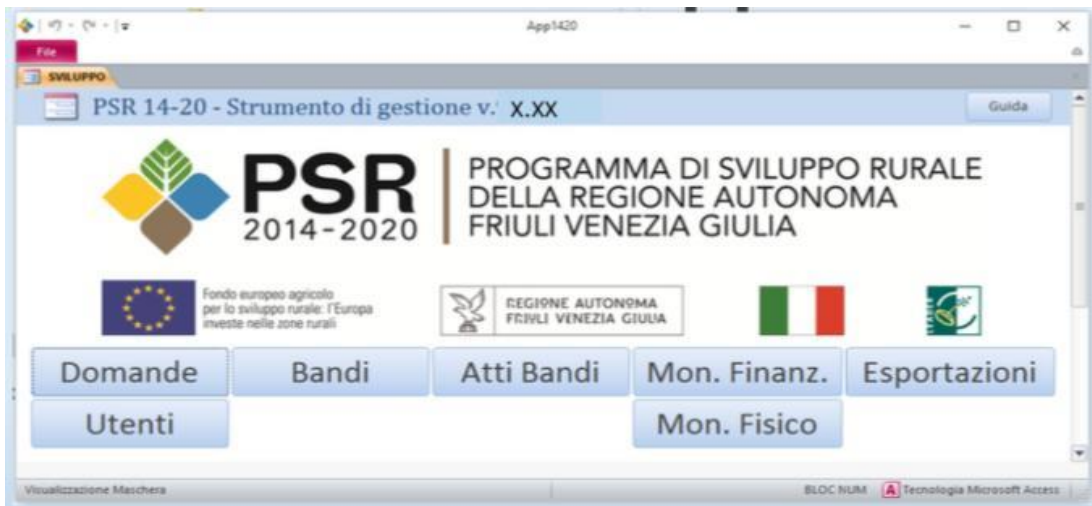 App1420
File
SVILUPPO
PSR 14-20 - Strumento di gestione v. X.XX
Guida
PSR
2014-2020
PROGRAMMA DI SVILUPPO RURALE
DELLA REGIONE AUTONOMA
FRIULI VENEZIA GIULIA
Fondo europeo agricolo
per lo sviluppo rurale: l'Europa
investe nelle zone rurali
REGIONE AUTONOMA
FRIULI VENEZIA GIULIA
Domande
Bandi
Atti Bandi
Mon. Finanz.
Esportazioni
Utenti
Mon. Fisico
Visualizzazione Maschera
BLOC NUM
A Tecnologia Microsoft Access